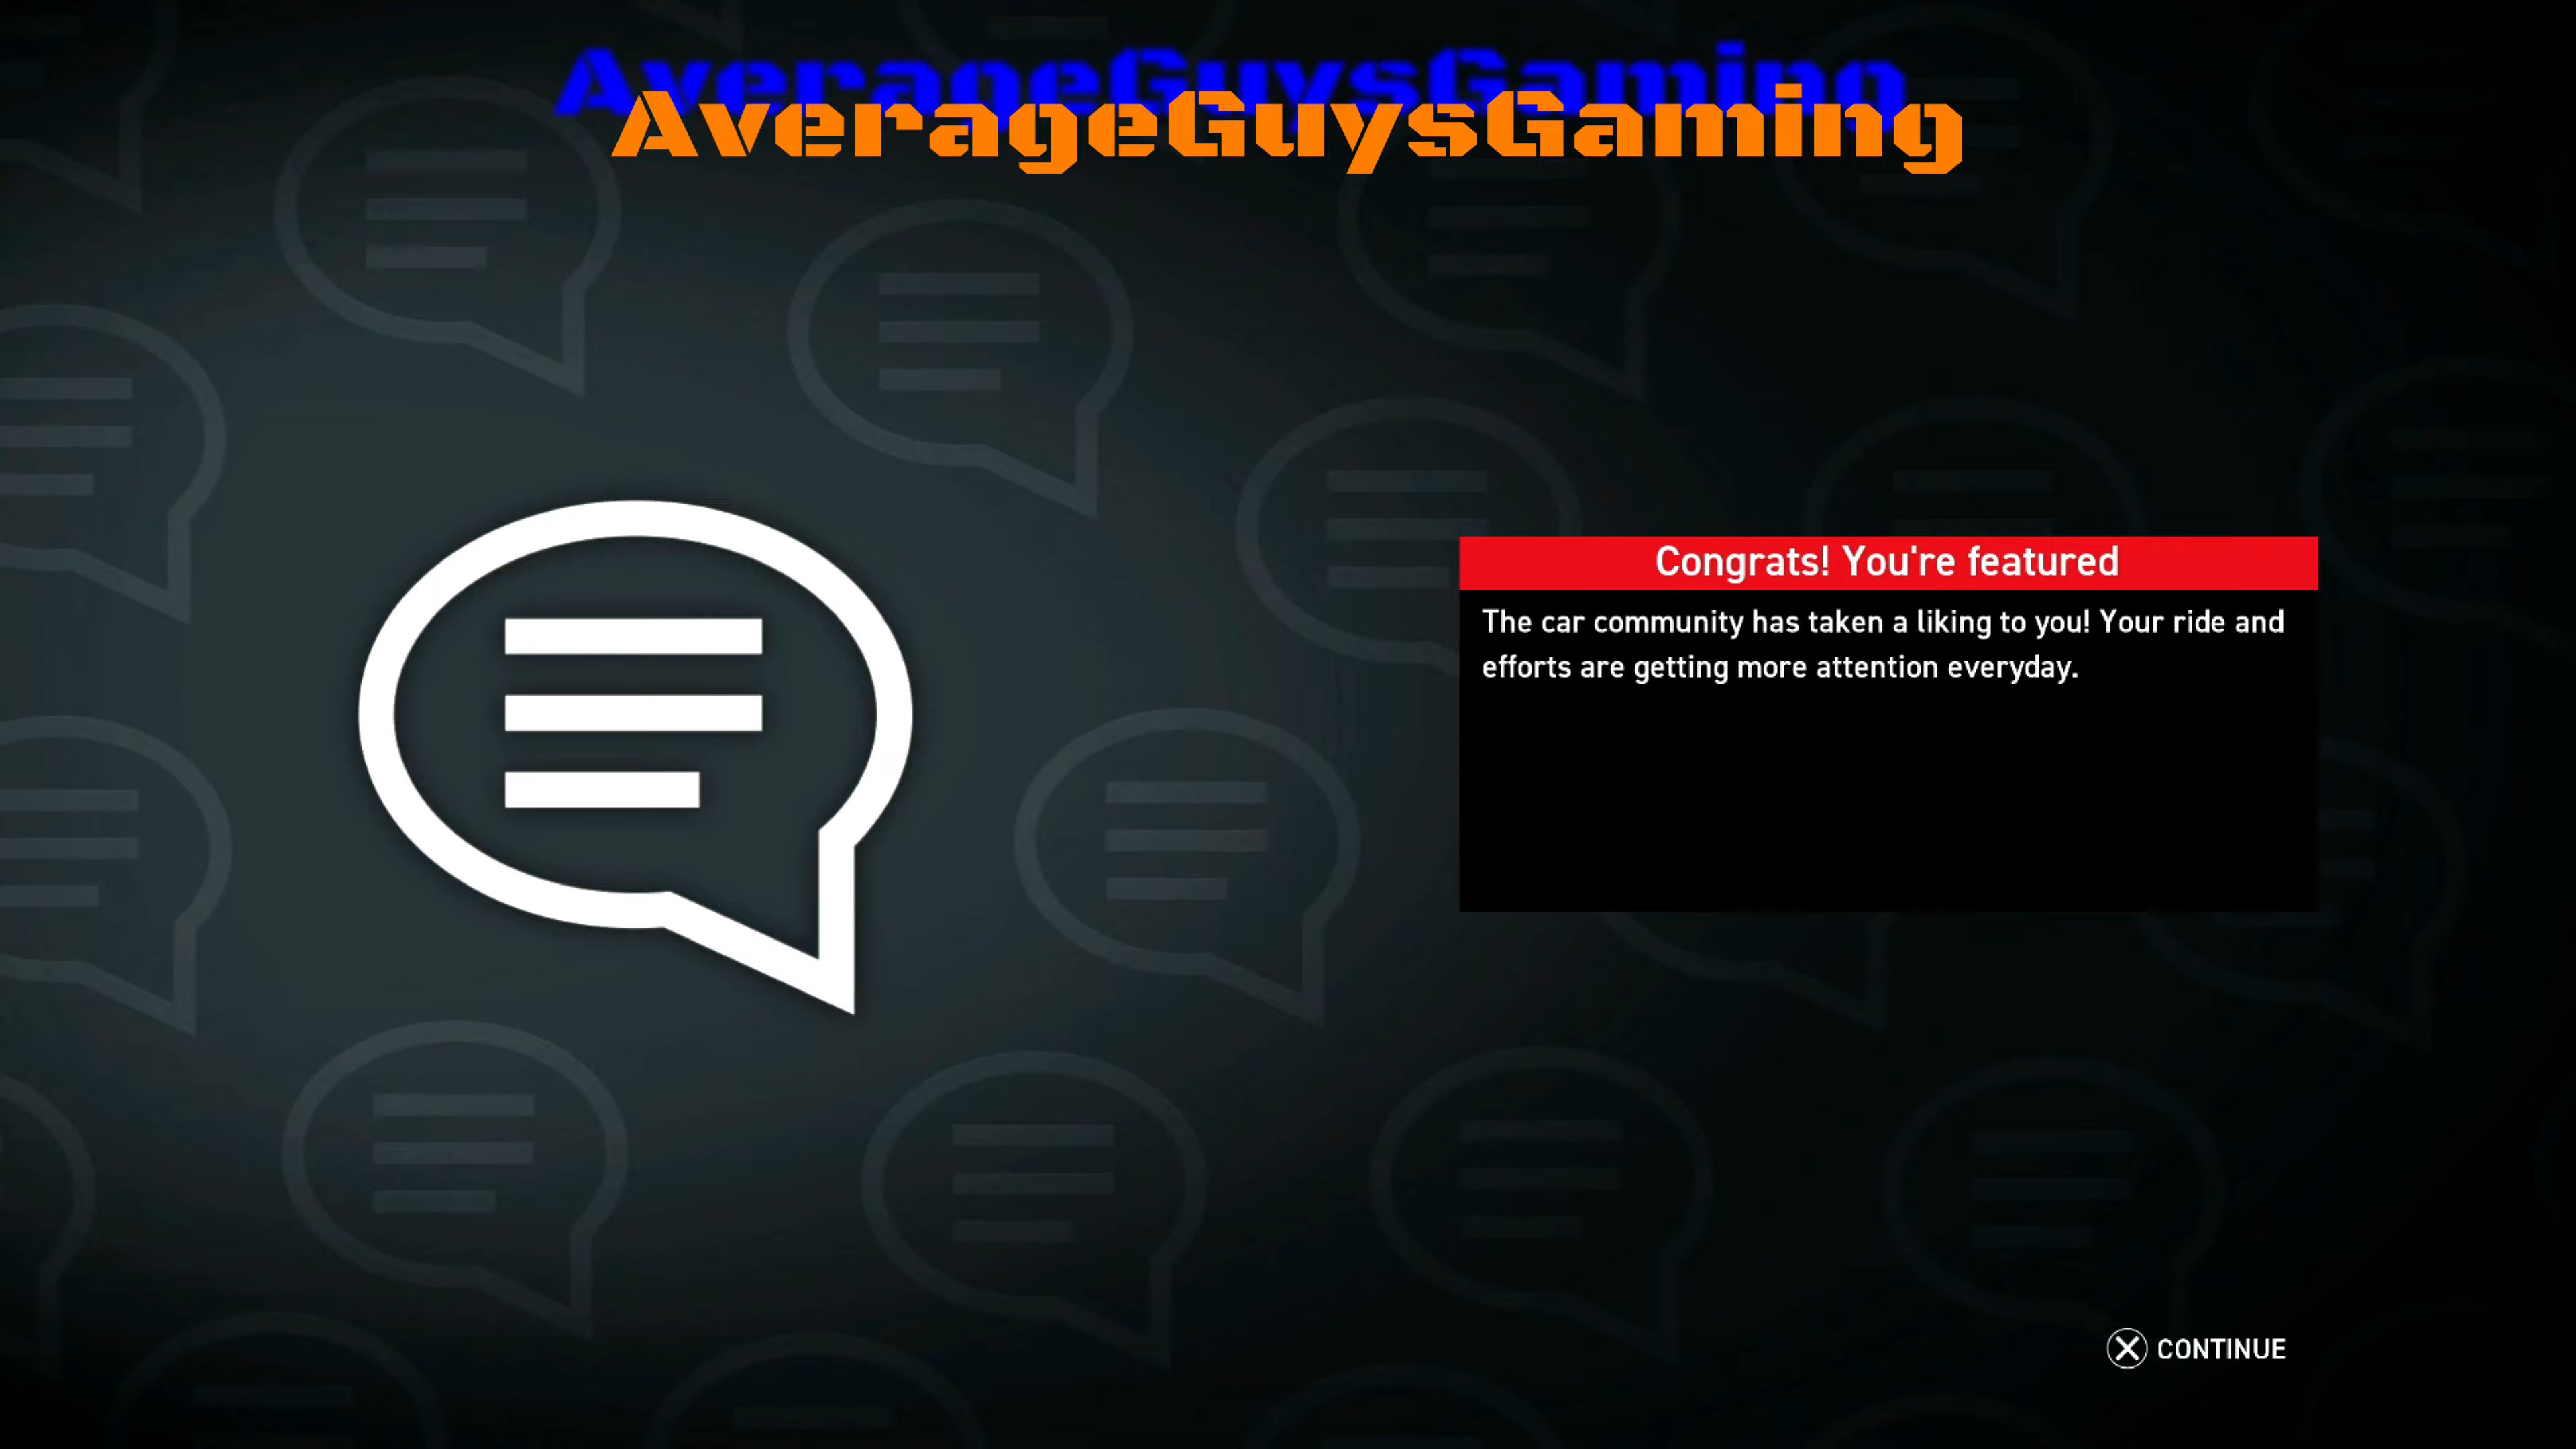 AverageGuysGaming
Congrats! You're featured
The car community has taken a liking to you! Your ride and
efforts are getting more attention everyday.
CONTINUE